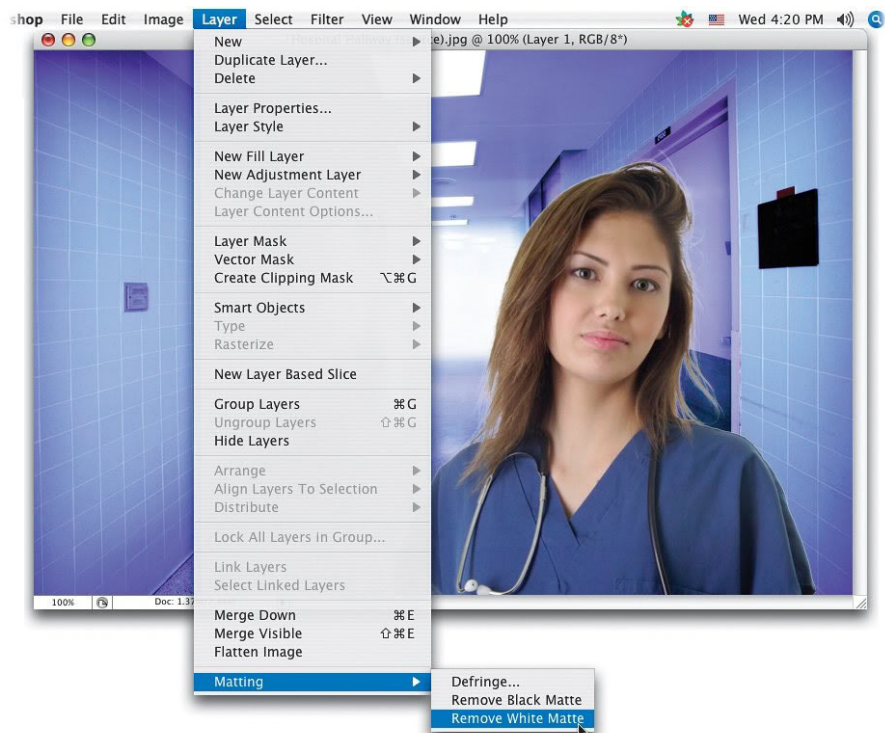 shop File Edit Image Layer Select Filter View Window Help Wed 4:20 PM
e).jpg @ 100% (Layer 1, RGB/8*)
New
Duplicate Layer...
Delete
Layer Properties...
Layer Style
New Fill Layer
New Adjustment Layer
Change Layer Content
Layer Content Options...
Layer Mask
Vector Mask
Create Clipping Mask ⌥⌘G
Smart Objects
Type
Rasterize
New Layer Based Slice
Group Layers ⌘G
Ungroup Layers ⇧⌘G
Hide Layers
Arrange
Align Layers To Selection
Distribute
Lock All Layers in Group...
Link Layers
Select Linked Layers
100% Doc: 1.37
Merge Down ⌘E
Merge Visible ⇧⌘E
Flatten Image
Matting
Defringe...
Remove Black Matte
Remove White Matte